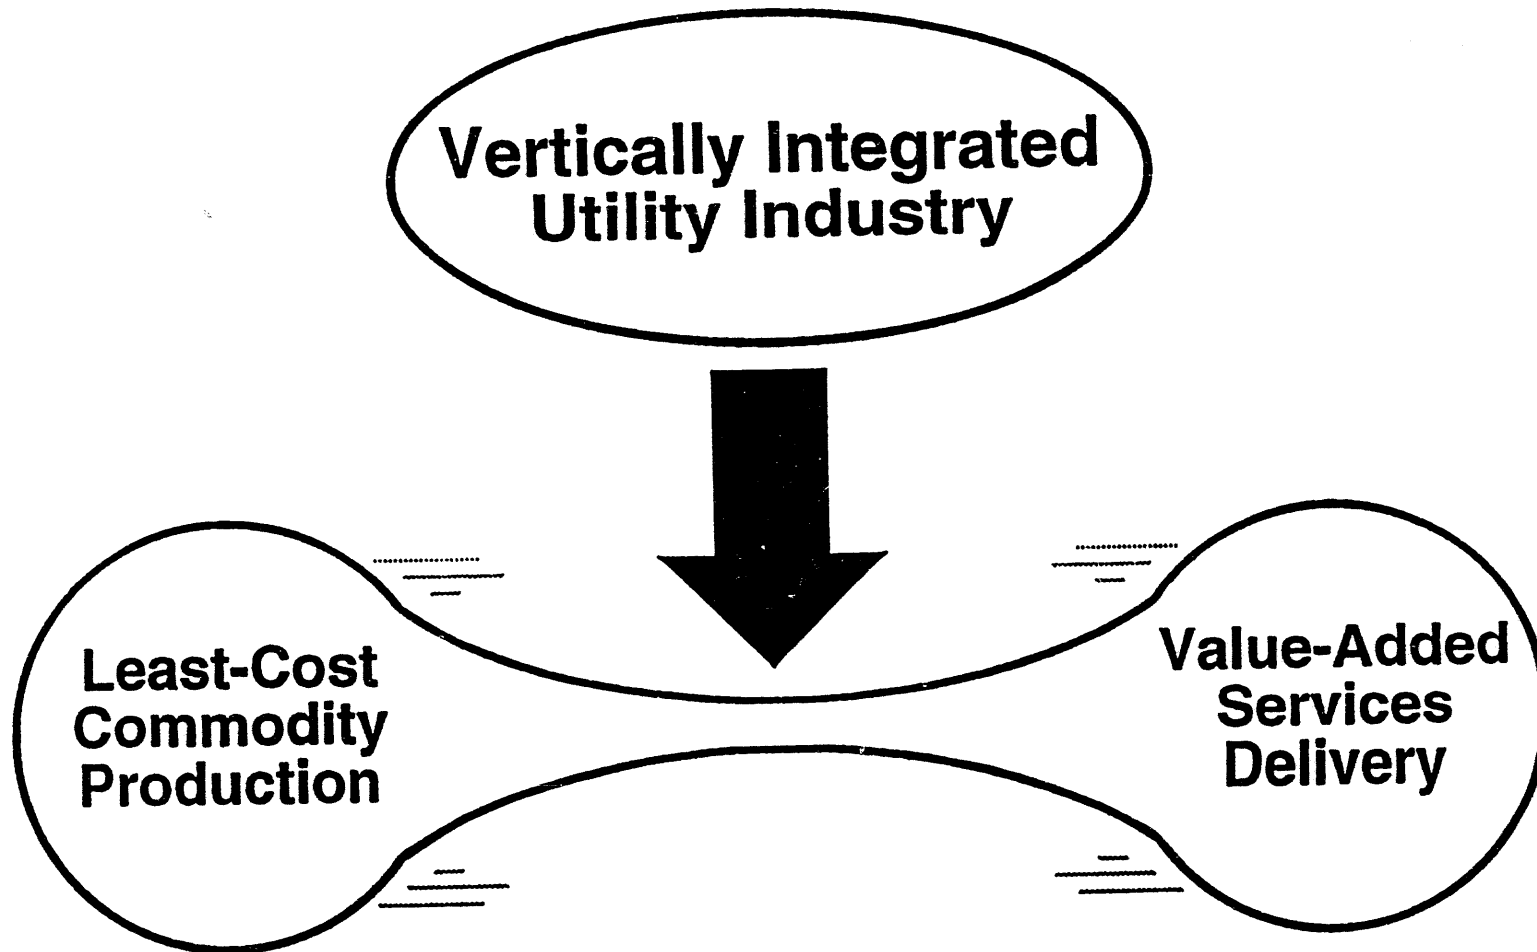 Vertically Integrated
Utility Industry
Least-Cost
Commodity
Production
Value-Added
Services
Delivery